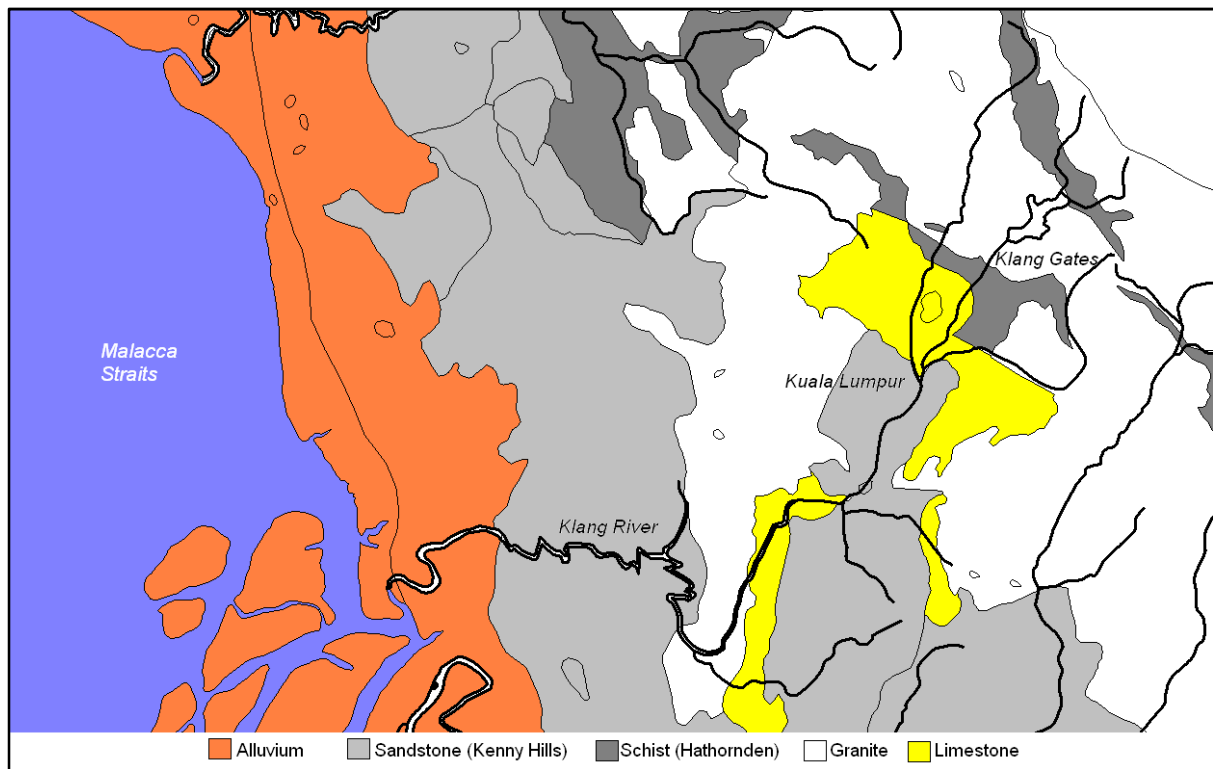 Klang Gates
Malacca
Straits
Kuala Lumpur
Klang River
Alluvium
Sandstone (Kenny Hills)
Schist (Hathornden)
Granite
Limestone